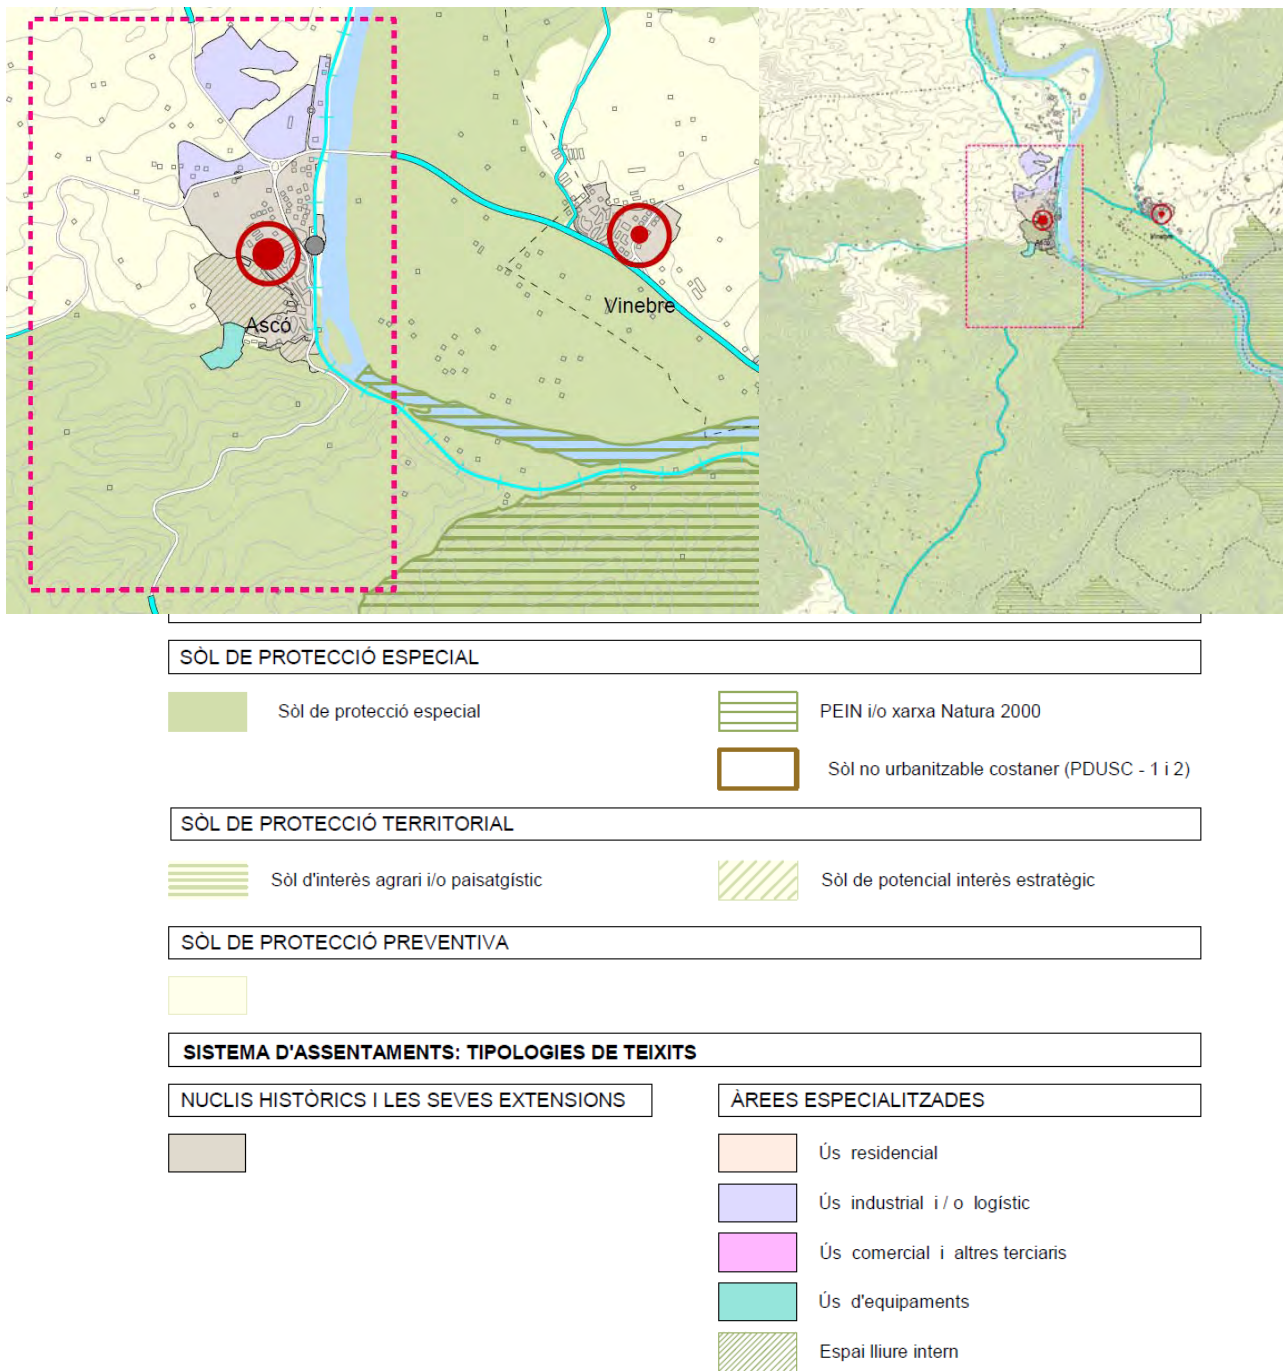 Ascó
Vinebre
Ascó
Vinebre
SÒL DE PROTECCIÓ ESPECIAL
Sòl de protecció especial
PEIN i/o xarxa Natura 2000
Sòl no urbanitzable costaner (PDUSC - 1 i 2)
SÒL DE PROTECCIÓ TERRITORIAL
Sòl d'interès agrari i/o paisatgístic
Sòl de potencial interès estratègic
SÒL DE PROTECCIÓ PREVENTIVA
SISTEMA D'ASSENTAMENTS: TIPOLOGIES DE TEIXITS
NUCLIS HISTÒRICS I LES SEVES EXTENSIONS
ÀREES ESPECIALITZADES
Ús residencial
Ús industrial i / o logístic
Ús comercial i altres terciaris
Ús d'equipaments
Espai lliure intern